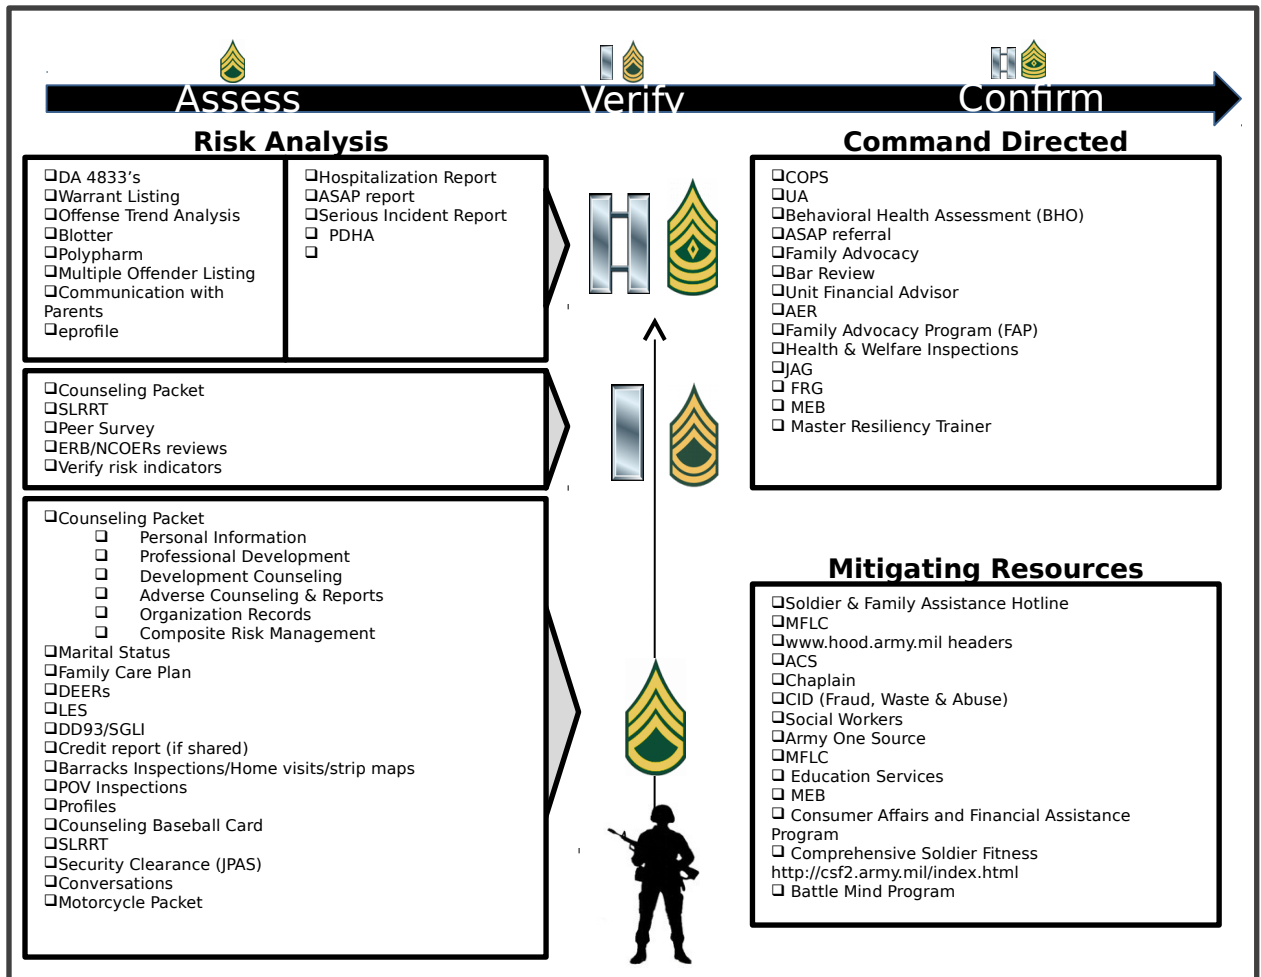 Assess
Verify
Confirm
Risk Analysis
❑DA 4833’s
❑Warrant Listing
❑Offense Trend Analysis
❑Blotter
❑Polypharm
❑Multiple Offender Listing
❑Communication with
Parents
❑eprofile
❑Hospitalization Report
❑ASAP report
❑Serious Incident Report
❑ PDHA
❑
❑Counseling Packet
❑SLRRT
❑Peer Survey
❑ERB/NCOERs reviews
❑Verify risk indicators
❑Counseling Packet
❑ Personal Information
❑ Professional Development
❑ Development Counseling
❑ Adverse Counseling & Reports
❑ Organization Records
❑ Composite Risk Management
❑Marital Status
❑Family Care Plan
❑DEERs
❑LES
❑DD93/SGLI
❑Credit report (if shared)
❑Barracks Inspections/Home visits/strip maps
❑POV Inspections
❑Profiles
❑Counseling Baseball Card
❑SLRRT
❑Security Clearance (JPAS)
❑Conversations
❑Motorcycle Packet
Command Directed
❑COPS
❑UA
❑Behavioral Health Assessment (BHO)
❑ASAP referral
❑Family Advocacy
❑Bar Review
❑Unit Financial Advisor
❑AER
❑Family Advocacy Program (FAP)
❑Health & Welfare Inspections
❑JAG
❑ FRG
❑ MEB
❑ Master Resiliency Trainer
Mitigating Resources
❑Soldier & Family Assistance Hotline
❑MFLC
❑www.hood.army.mil headers
❑ACS
❑Chaplain
❑CID (Fraud, Waste & Abuse)
❑Social Workers
❑Army One Source
❑MFLC
❑ Education Services
❑ MEB
❑ Consumer Affairs and Financial Assistance
Program
❑ Comprehensive Soldier Fitness
http://csf2.army.mil/index.html
❑ Battle Mind Program